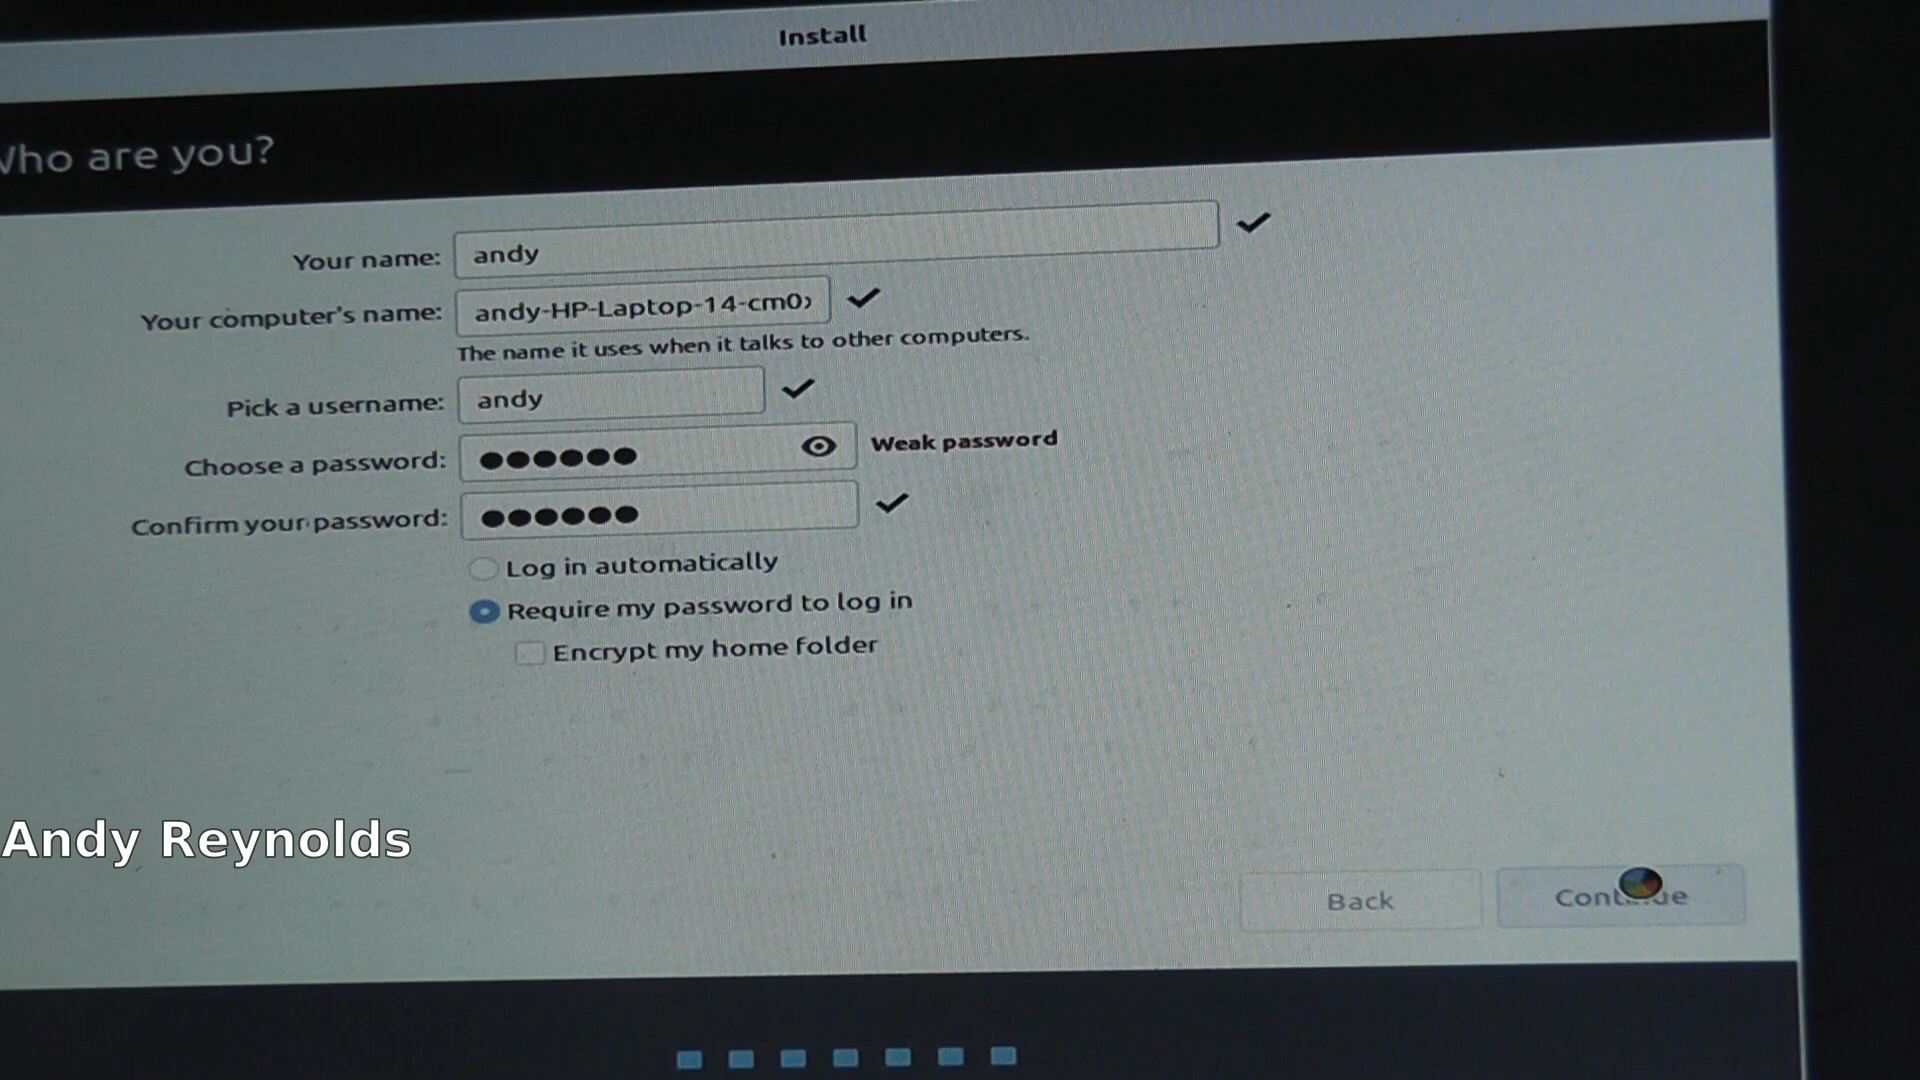 Install
Who are you?
Your name: andy
Your computer's name: andy-HP-Laptop-14-cm0
The name it uses when it talks to other computers.
Pick a username: andy
Choose a password: ●●●●●● Weak password
Confirm your password: ●●●●●●
Log in automatically
Require my password to log in
Encrypt my home folder
Andy Reynolds
Back Continue